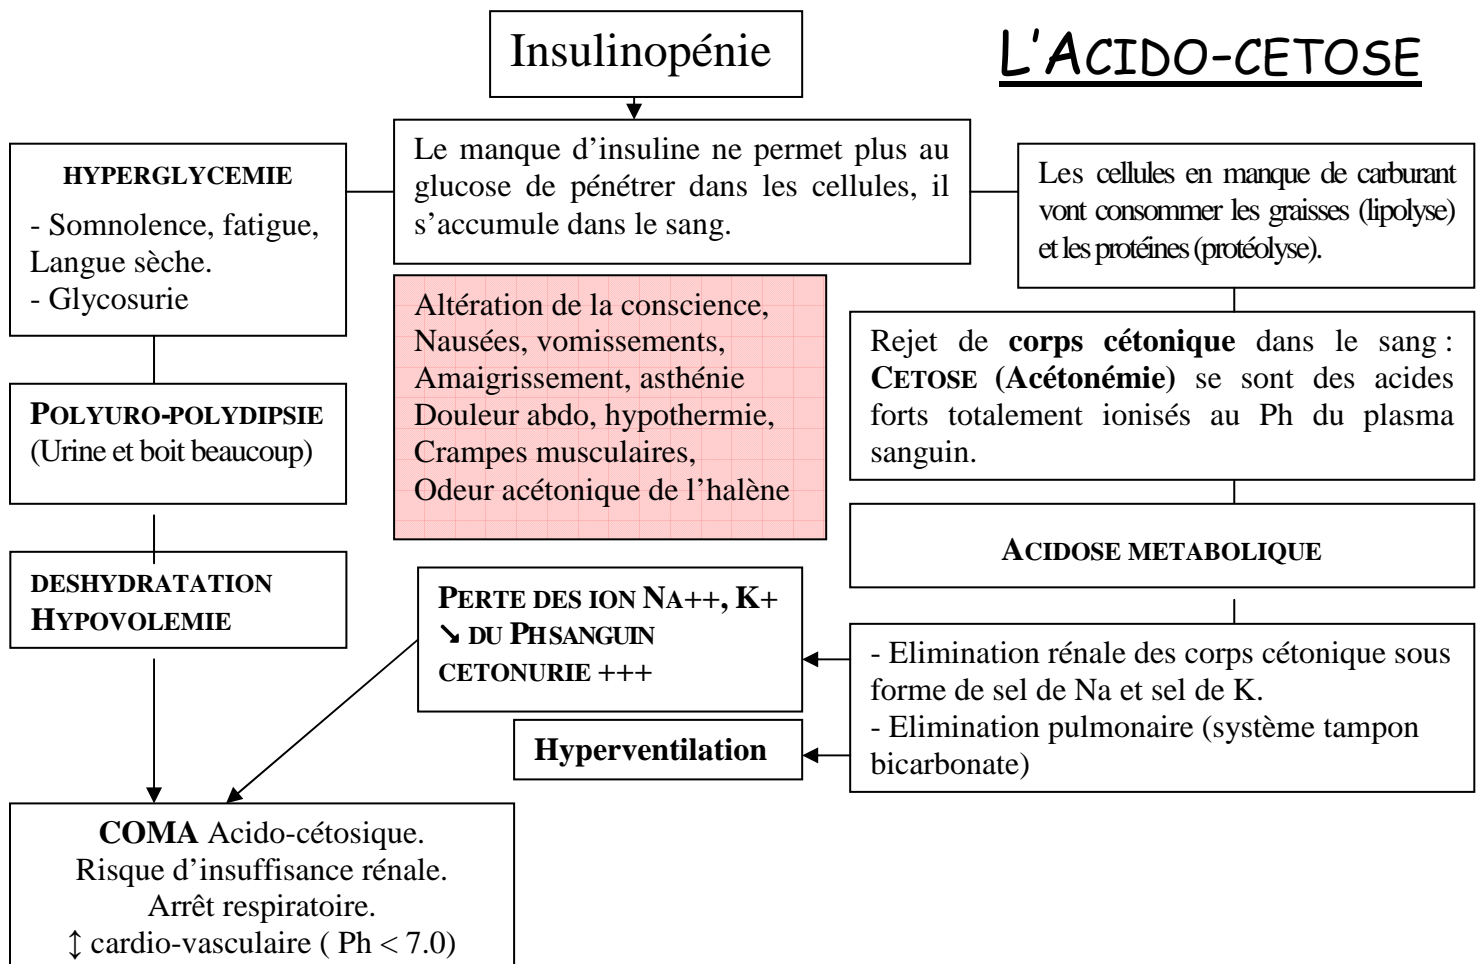 Insulinopénie
L'ACIDO-CETOSE
Le manque d'insuline ne permet plus au
glucose de pénétrer dans les cellules, il
s'accumule dans le sang.
HYPERGLYCEMIE
- Somnolence, fatigue,
Langue sèche.
- Glycosurie
Les cellules en manque de carburant
vont consommer les graisses (lipolyse)
et les protéines (protéolyse).
Altération de la conscience,
Nausées, vomissements,
Amaigrissement, asthénie
Douleur abdo, hypothermie,
Crampes musculaires,
Odeur acétonique de l'halène
Rejet de corps cétonique dans le sang :
CETOSE (Acétonémie) se sont des acides
forts totalement ionisés au Ph du plasma
sanguin.
POLYURO-POLYDIPSIE
(Urine et boit beaucoup)
ACIDOSE METABOLIQUE
DESHYDRATATION
HYPOVOLEMIE
PERTE DES ION NA++, K+
↘ DU PH SANGUIN
CETONURIE +++
- Elimination rénale des corps cétonique sous
forme de sel de Na et sel de K.
- Elimination pulmonaire (système tampon
bicarbonate)
Hyperventilation
COMA Acido-cétosique.
Risque d'insuffisance rénale.
Arrêt respiratoire.
↕ cardio-vasculaire ( Ph < 7.0)